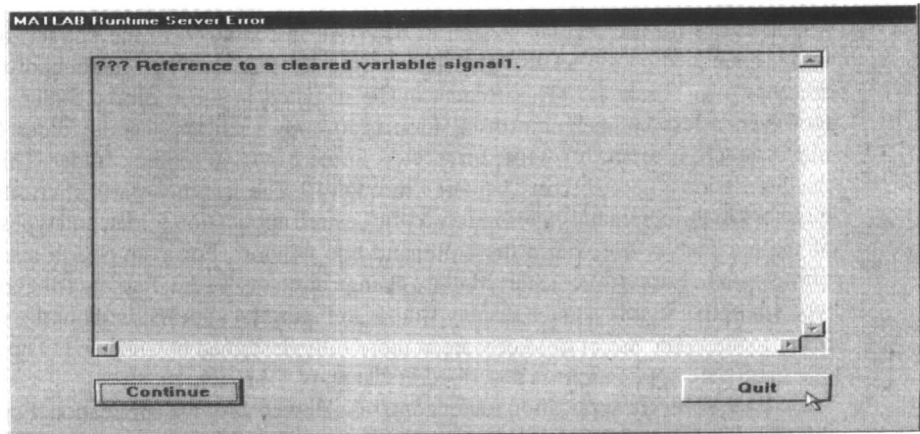 MATLAB Runtime Server Error
??? Reference to a cleared variable signal1.
Continue
Quit